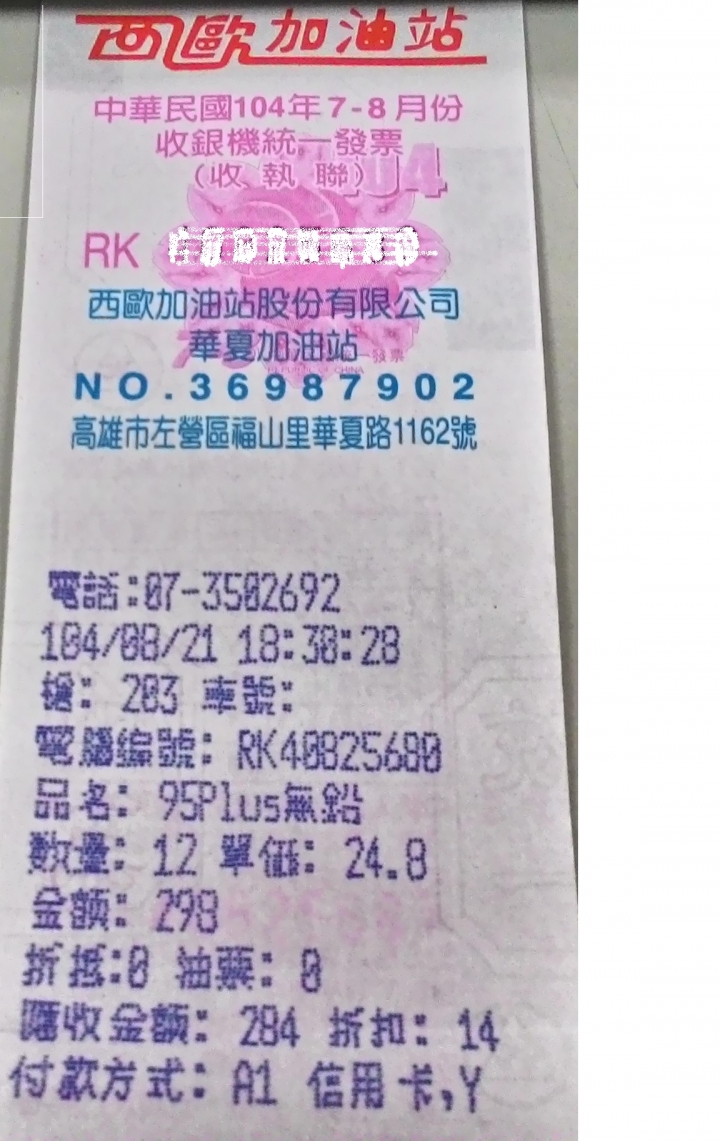 西歐加油站
中華民國104年7-8月份
收銀機統一發票
(收執聯)
RK
西歐加油站股份有限公司
華夏加油站
NO.36987902
高雄市左營區福山里華夏路1162號
電話:07-3502692
104/08/21 18:30:28
槍: 203 車號:
電腦編號: RK40825680
品名: 95Plus無鉛
數量: 12 單價: 24.8
金額: 298
折抵:0 油票: 0
應收金額: 284 折扣: 14
付款方式: A1 信用卡,Y